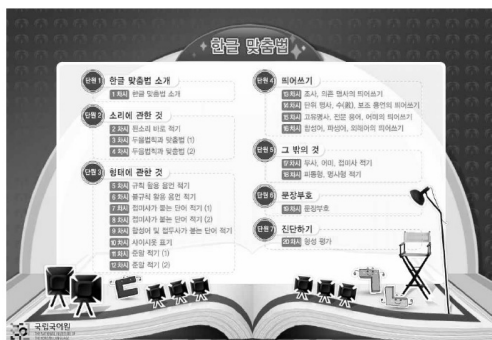 한글 맞춤법
단원 1 한글 맞춤법 소개
1 차시 한글 맞춤법 소개
단원 2 소리에 관한 것
2 차시 된소리 바로 적기
3 차시 두음법칙과 맞춤법 (1)
4 차시 두음법칙과 맞춤법 (2)
단원 3 형태에 관한 것
5 차시 규칙 활용 용언 적기
6 차시 불규칙 활용 용언 적기
7 차시 접미사가 붙는 단어 적기 (1)
8 차시 접미사가 붙는 단어 적기 (2)
9 차시 합성어 및 접두사가 붙는 단어 적기
10 차시 사이시옷 표기
11 차시 준말 적기 (1)
12 차시 준말 적기 (2)
단원 4 띄어쓰기
13 차시 조사, 의존 명사의 띄어쓰기
14 차시 단위 명사, 수(數), 보조 용언의 띄어쓰기
15 차시 고유명사, 전문 용어, 어미의 띄어쓰기
16 차시 합성어, 파생어, 외래어의 띄어쓰기
단원 5 그 밖의 것
17 차시 부사, 어미, 접미사 적기
18 차시 피동형, 명사형 적기
단원 6 문장부호
19 차시 문장부호
단원 7 진단하기
20 차시 형성 평가
국립국어원